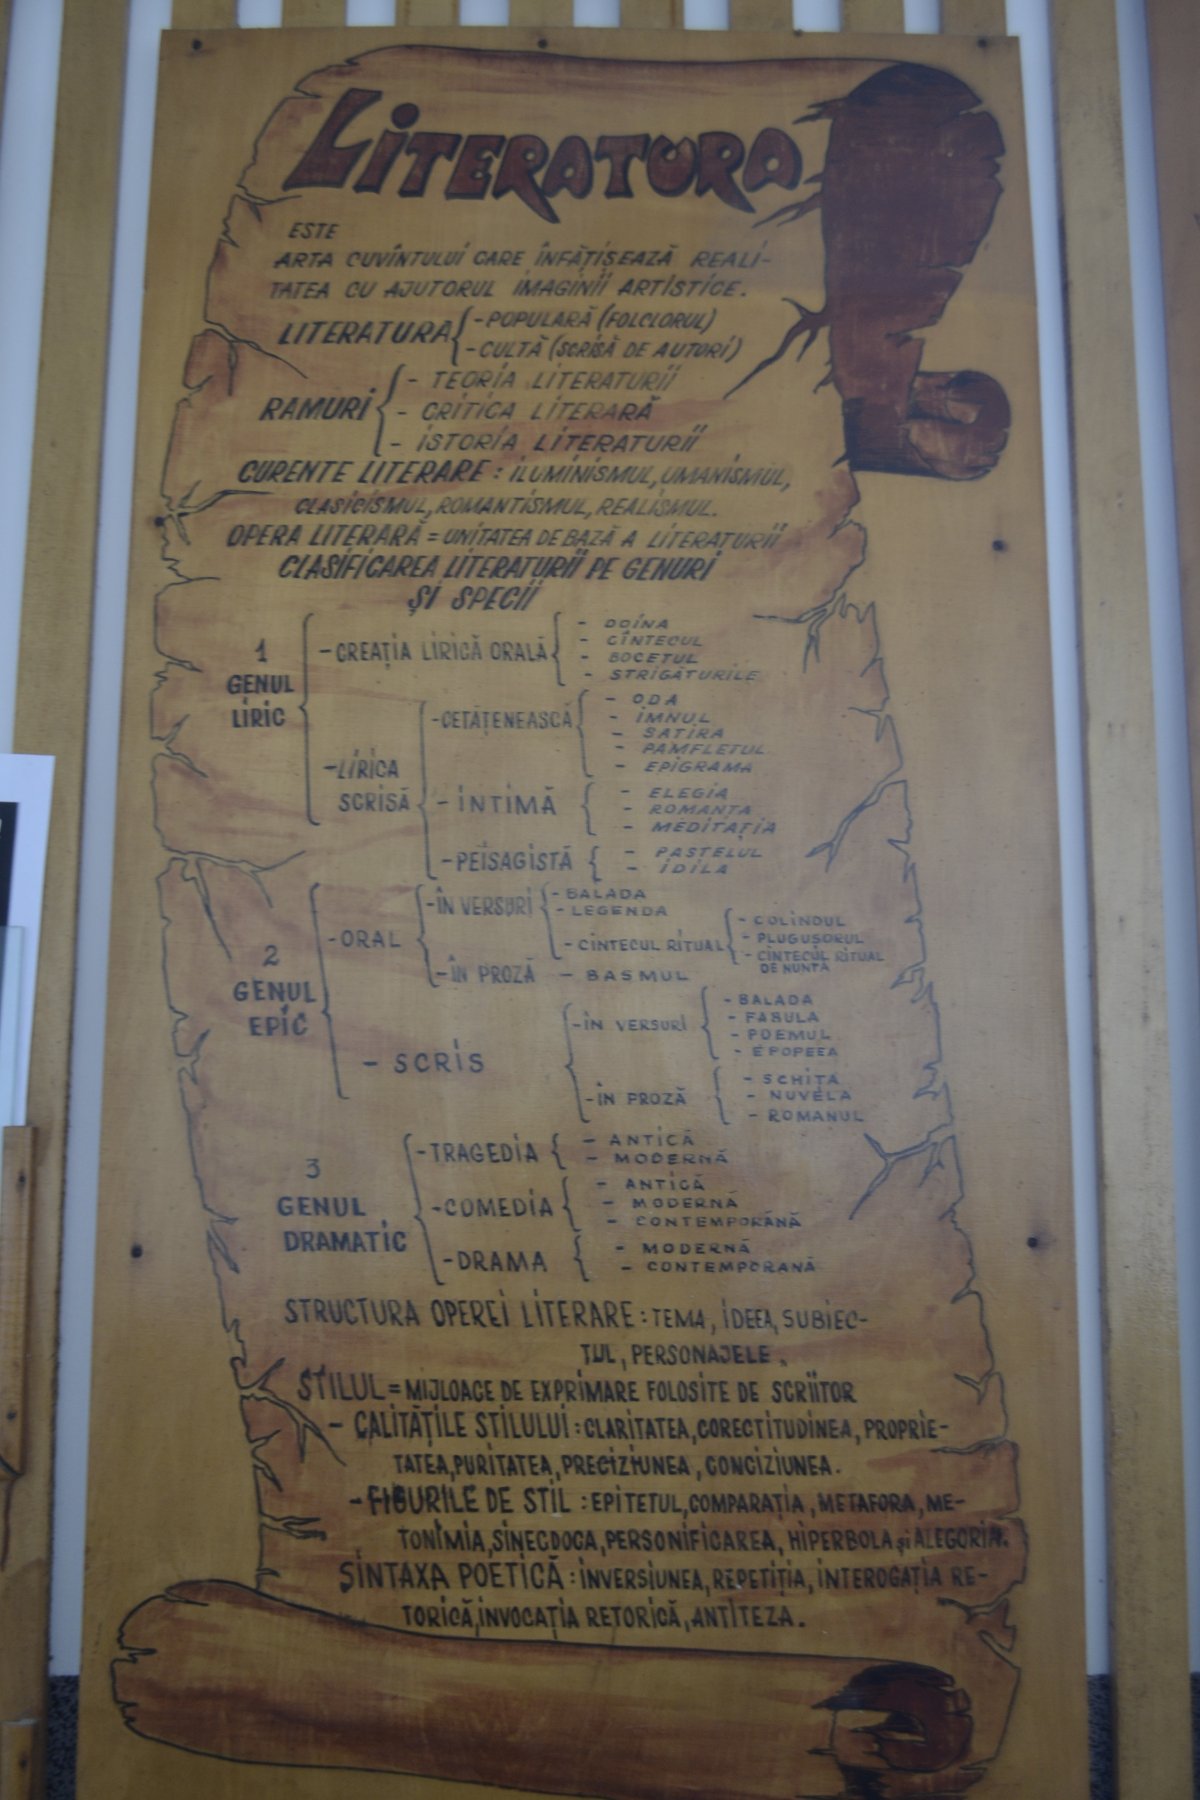 LITERATURA
ESTE
ARTA CUVÎNTULUI CARE ÎNFĂȚIȘEAZĂ REALI-
TATEA CU AJUTORUL IMAGINII ARTISTICE.
LITERATURA - POPULARĂ (FOLCLORUL)
- CULTĂ (SCRISĂ DE AUTORI)
RAMURI - TEORIA LITERATURII
- CRITICA LITERARĂ
- ISTORIA LITERATURII
CURENTE LITERARE: ILUMINISMUL, UMANISMUL,
CLASICISMUL, ROMANTISMUL, REALISMUL.
OPERA LITERARĂ = UNITATEA DE BAZĂ A LITERATURII
CLASIFICAREA LITERATURII PE GENURI
ȘI SPECII
1
GENUL
LIRIC
- CREAȚIA LIRICĂ ORALĂ
- DOINA
- CÎNTECUL
- BOCETUL
- STRIGĂTURILE
- LIRICA
SCRISĂ
- CETĂȚENEASCĂ
- ODA
- IMNUL
- SATIRA
- PAMFLETUL
- EPIGRAMA
- INTIMĂ
- ELEGIA
- ROMANȚA
- MEDITAȚIA
- PEISAGISTĂ
- PASTELUL
- IDILA
2
GENUL
EPIC
- ORAL
- ÎN VERSURI
- BALADA
- LEGENDA
- CÎNTECUL RITUAL
- COLINDUL
- PLUGUȘORUL
- CÎNTECUL RITUAL
DE NUNTĂ
- ÎN PROZĂ - BASMUL
- SCRIS
- ÎN VERSURI
- BALADA
- FABULA
- POEMUL
- EPOPEEA
- ÎN PROZĂ
- SCHIȚA
- NUVELA
- ROMANUL
3
GENUL
DRAMATIC
- TRAGEDIA
- ANTICĂ
- MODERNĂ
- COMEDIA
- ANTICĂ
- MODERNĂ
- CONTEMPORANĂ
- DRAMA
- MODERNĂ
- CONTEMPORANĂ
STRUCTURA OPEREI LITERARE: TEMA, IDEEA, SUBIEC-
TUL, PERSONAJELE.
STILUL = MIJLOACE DE EXPRIMARE FOLOSITE DE SCRIITOR
- CALITĂȚILE STILULUI: CLARITATEA, CORECTITUDINEA, PROPRIE-
TATEA, PURITATEA, PRECIZIUNEA, CONCIZIUNEA.
- FIGURILE DE STIL: EPITETUL, COMPARAȚIA, METAFORA, ME-
TONIMIA, SINECDOCA, PERSONIFICAREA, HIPERBOLA și ALEGORIA.
SINTAXA POETICĂ: INVERSIUNEA, REPETIȚIA, INTEROGAȚIA RE-
TORICĂ, INVOCAȚIA RETORICĂ, ANTITEZA.